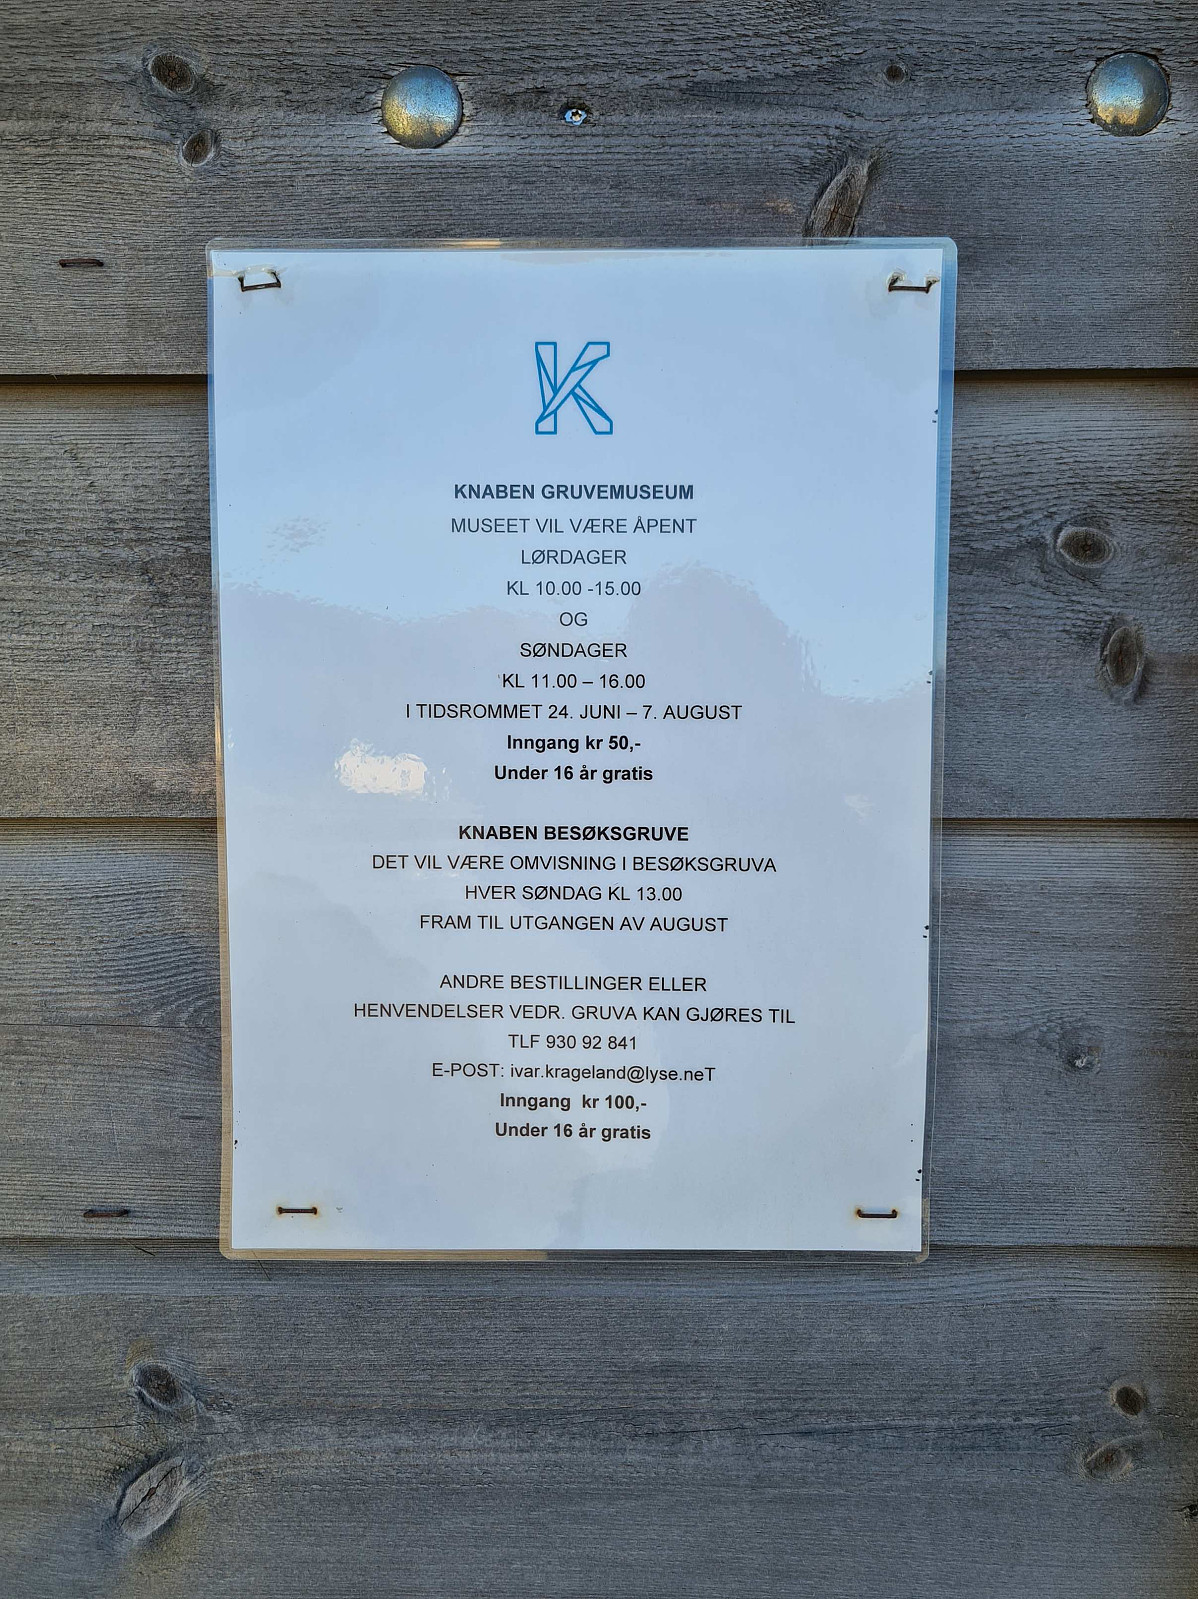 K
KNABEN GRUVEMUSEUM
MUSEET VIL VÆRE ÅPENT
LØRDAGER
KL 10.00 -15.00
OG
SØNDAGER
KL 11.00 – 16.00
I TIDSROMMET 24. JUNI – 7. AUGUST
Inngang kr 50,-
Under 16 år gratis
KNABEN BESØKSGRUVE
DET VIL VÆRE OMVISNING I BESØKSGRUVA
HVER SØNDAG KL 13.00
FRAM TIL UTGANGEN AV AUGUST
ANDRE BESTILLINGER ELLER
HENVENDELSER VEDR. GRUVA KAN GJØRES TIL
TLF 930 92 841
E-POST: ivar.krageland@lyse.neT
Inngang  kr 100,-
Under 16 år gratis